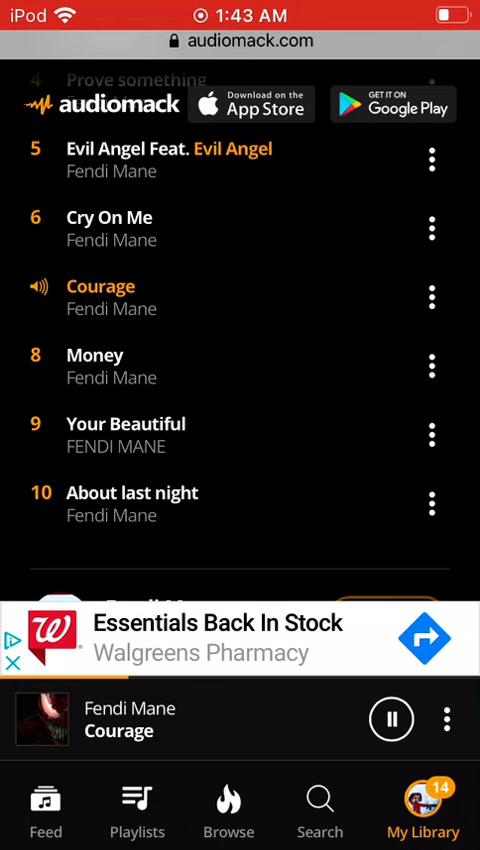 iPod 1:43 AM
audiomack.com
4 Prove something
audiomack
Download on the
App Store
GET IT ON
Google Play
5 Evil Angel Feat. Evil Angel
Fendi Mane
6 Cry On Me
Fendi Mane
Courage
Fendi Mane
8 Money
Fendi Mane
9 Your Beautiful
FENDI MANE
10 About last night
Fendi Mane
W
Essentials Back In Stock
Walgreens Pharmacy
Fendi Mane
Courage
14
Feed Playlists Browse Search My Library